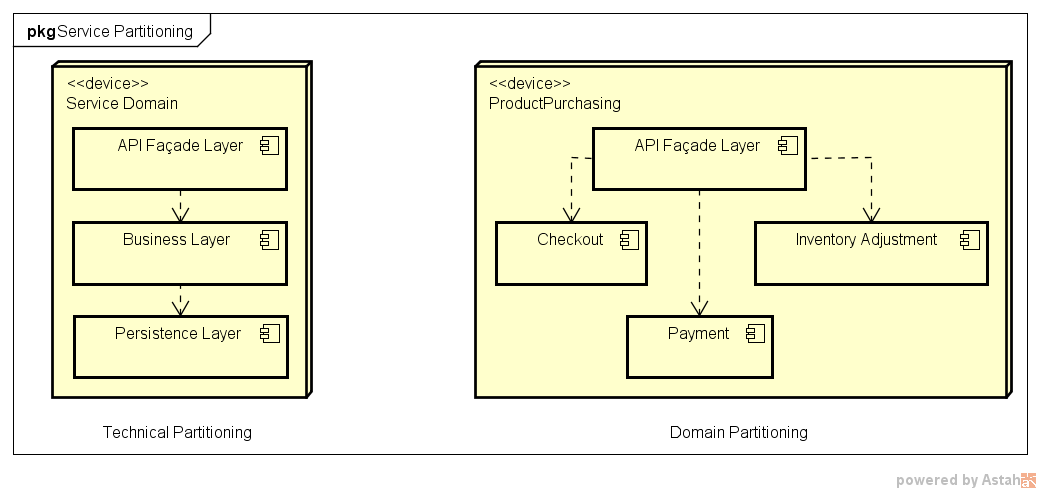 pkg Service Partitioning
<<device>>
Service Domain
API Façade Layer
Business Layer
Persistence Layer
Technical Partitioning
<<device>>
ProductPurchasing
API Façade Layer
Checkout
Inventory Adjustment
Payment
Domain Partitioning
powered by Astah